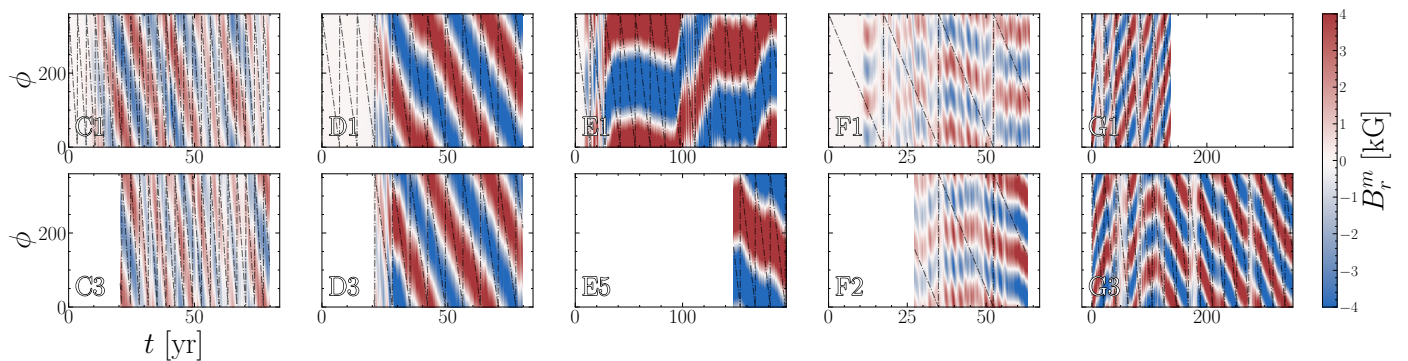 ϕ 200 0 C1 0 50
D1 0 50
E1 0 100
F1 0 25 50
G1 0 200
ϕ 200 0 C3 0 50
D3 0 50
E5 0 100
F2 0 25 50
G3 0 200
t [yr]
4
3
2
1
0
−1
−2
−3
−4
B_r^m [kG]